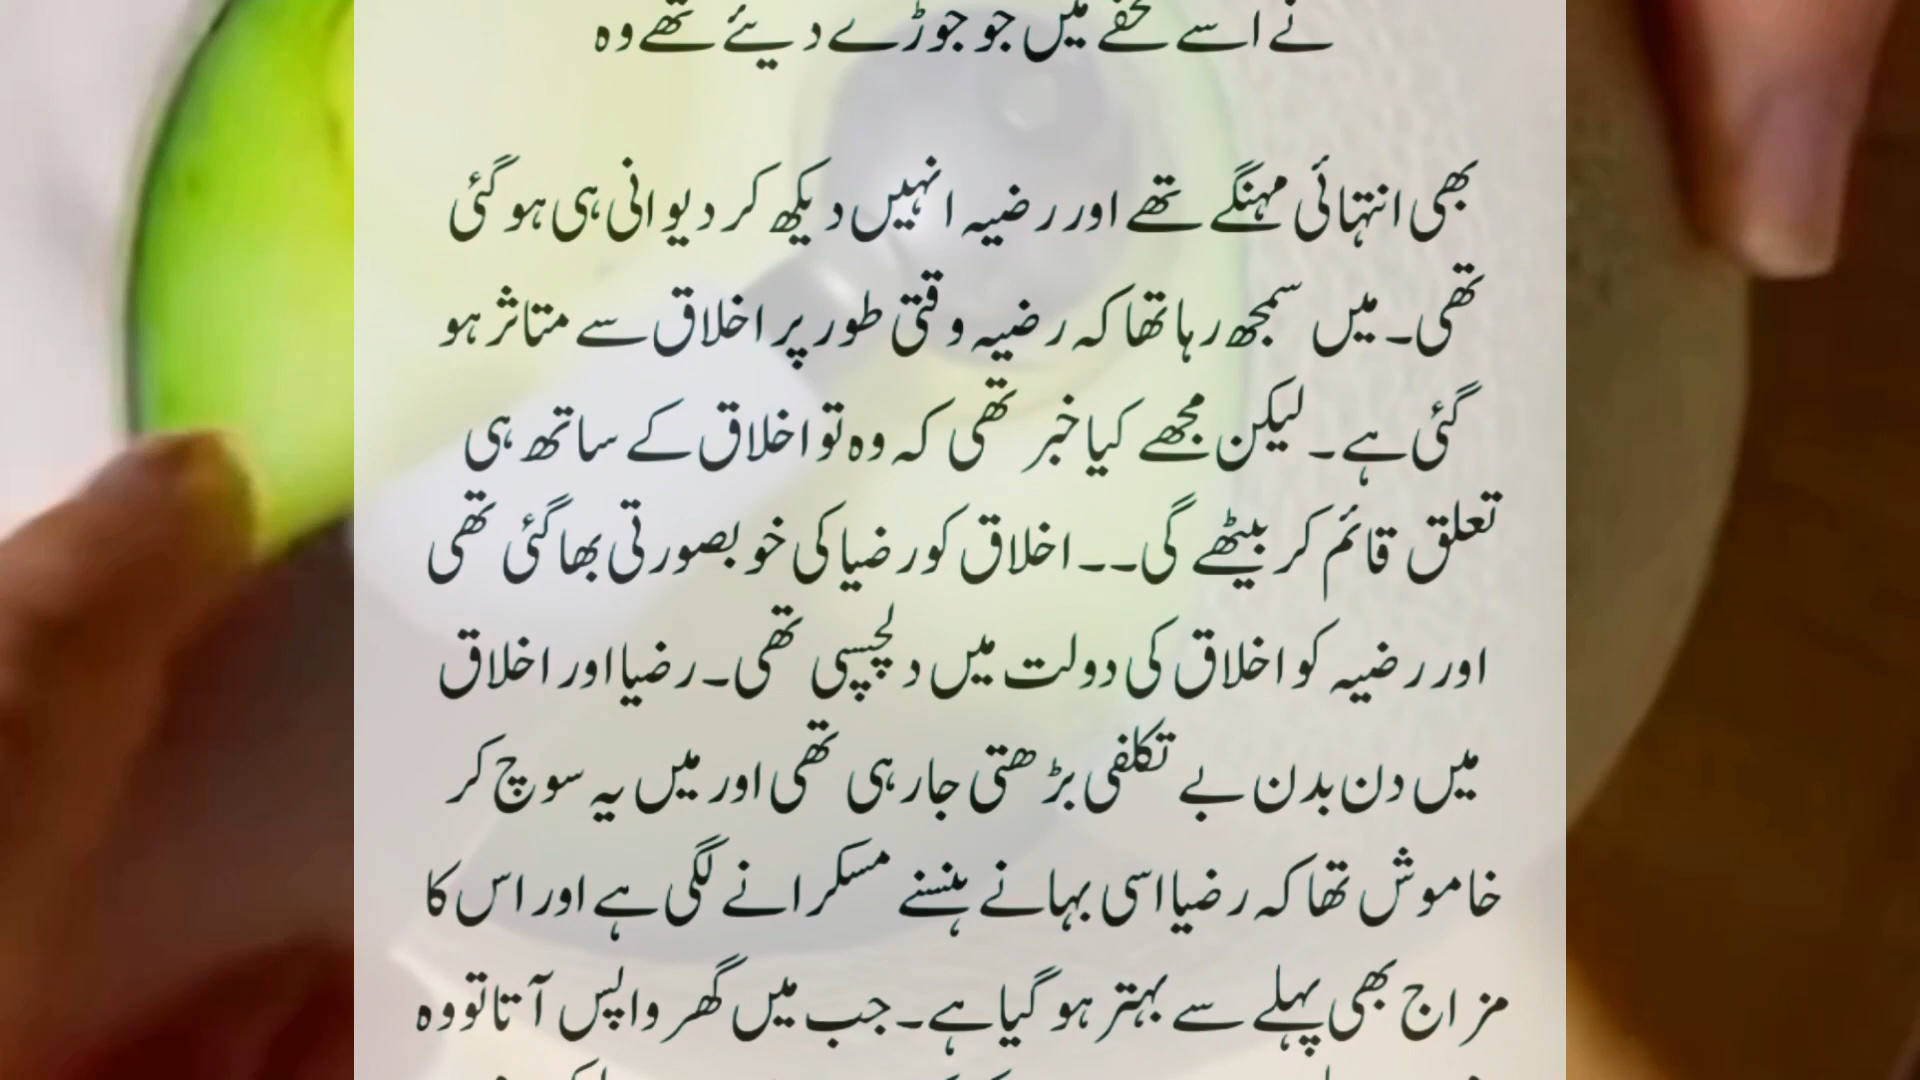 نے اسے تحفے میں جو جوڑے دیئے تھے وہ
بھی انتہائی مہنگے تھے اور رضیہ انہیں دیکھ کر دیوانی ہی ہو گئی
تھی۔ میں سمجھ رہا تھا کہ رضیہ وقتی طور پر اخلاق سے متاثر ہو
گئی ہے۔ لیکن مجھے کیا خبر تھی کہ وہ تو اخلاق کے ساتھ ہی
تعلق قائم کر بیٹھے گی۔۔ اخلاق کو رضیا کی خوبصورتی بھا گئی تھی
اور رضیہ کو اخلاق کی دولت میں دلچسپی تھی۔ رضیا اور اخلاق
میں دن بدن بے تکلفی بڑھتی جا رہی تھی اور میں یہ سوچ کر
خاموش تھا کہ رضیا اسی بہانے ہنسنے مسکرانے لگی ہے اور اس کا
مزاج بھی پہلے سے بہتر ہو گیا ہے۔ جب میں گھر واپس آتا تو وہ